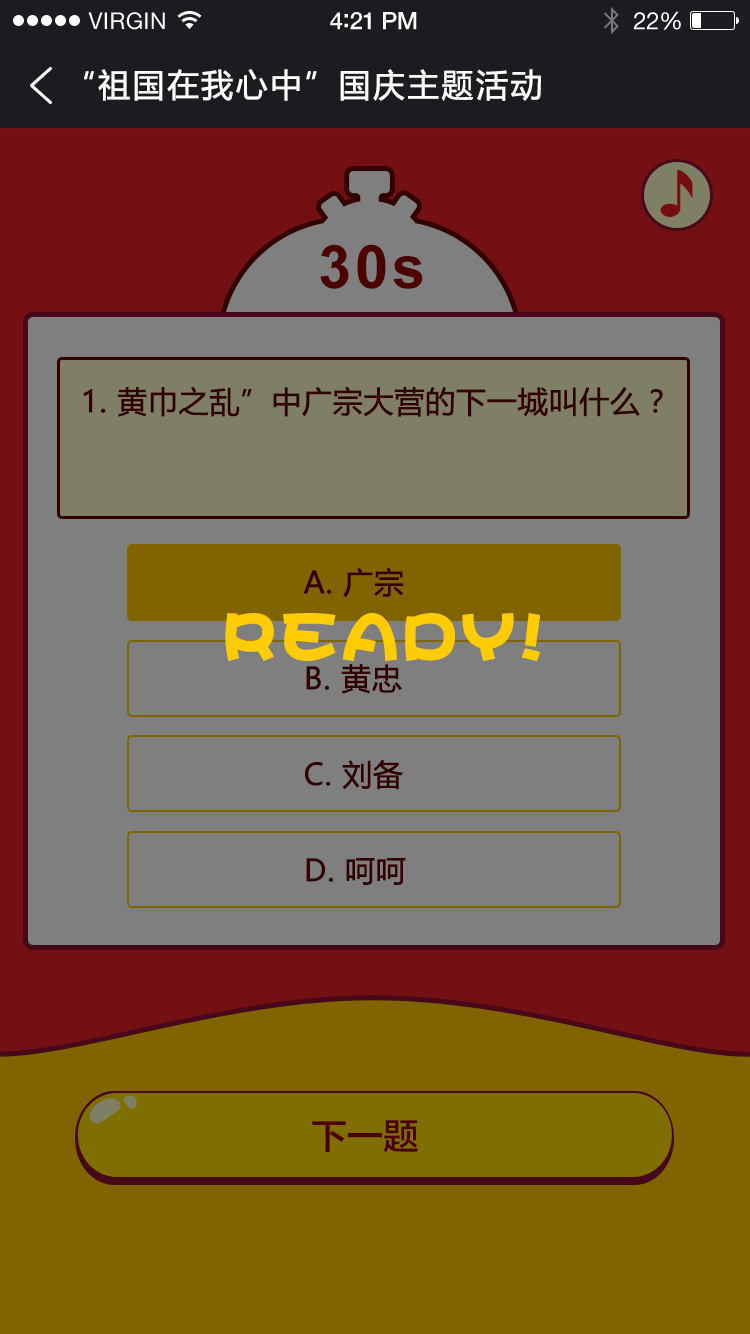 VIRGIN 4:21 PM 22%
“祖国在我心中”国庆主题活动
30s
1. 黄巾之乱”中广宗大营的下一城叫什么？
A. 广宗
READY!
B. 黄忠
C. 刘备
D. 呵呵
下一题